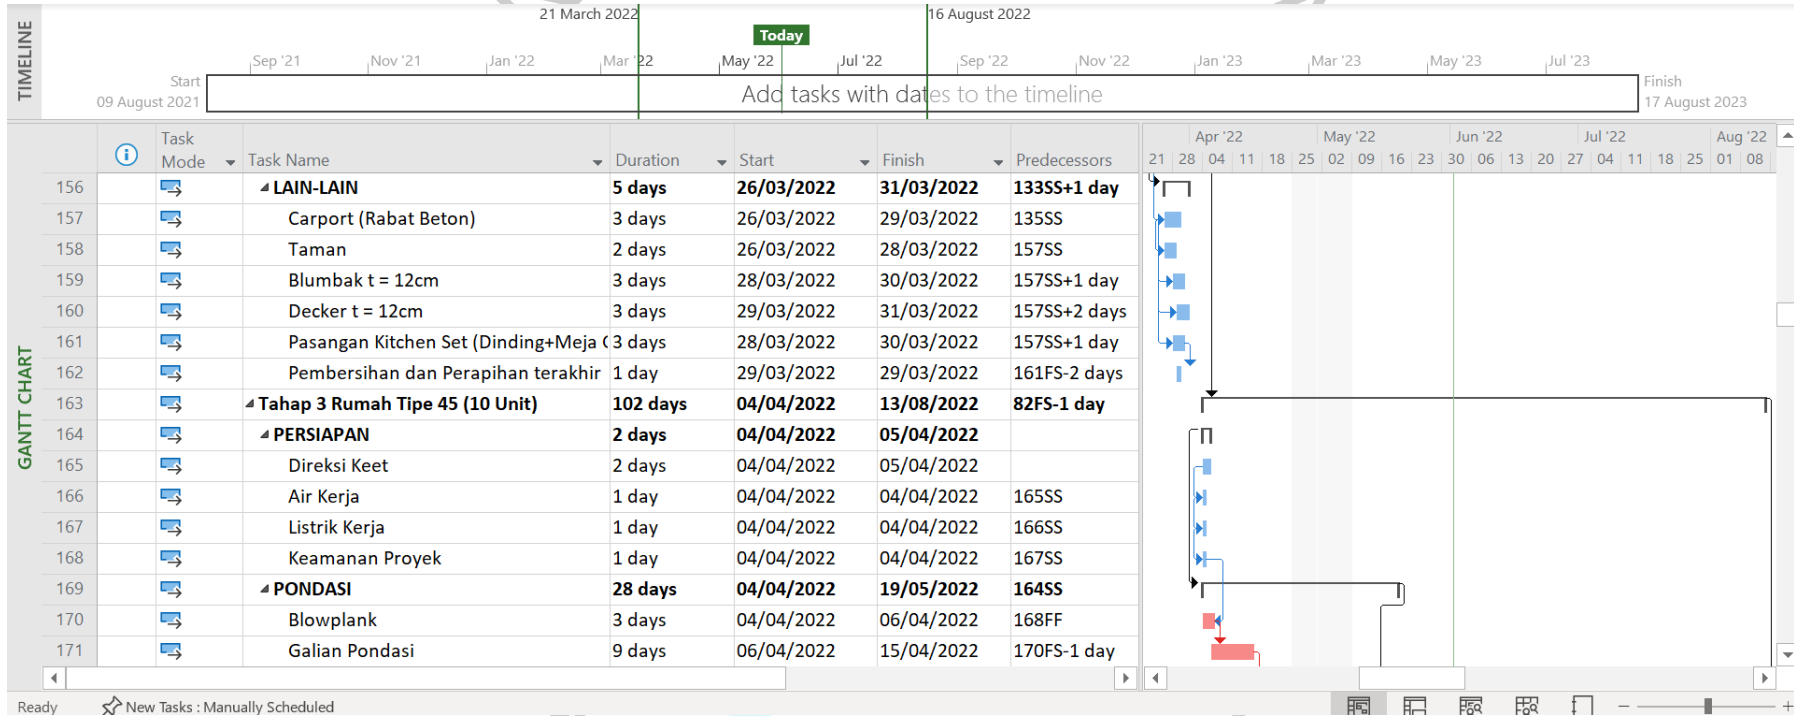 TIMELINE
21 March 2022
16 August 2022
Today
Sep '21 Nov '21 Jan '22 Mar '22 May '22 Jul '22 Sep '22 Nov '22 Jan '23 Mar '23 May '23 Jul '23
Start
09 August 2021
Add tasks with dates to the timeline
Finish
17 August 2023
GANTT CHART
Task Mode Task Name Duration Start Finish Predecessors
Apr '22 May '22 Jun '22 Jul '22 Aug '22
21 28 04 11 18 25 02 09 16 23 30 06 13 20 27 04 11 18 25 01 08
156 LAIN-LAIN 5 days 26/03/2022 31/03/2022 133SS+1 day
157 Carport (Rabat Beton) 3 days 26/03/2022 29/03/2022 135SS
158 Taman 2 days 26/03/2022 28/03/2022 157SS
159 Blumbak t = 12cm 3 days 28/03/2022 30/03/2022 157SS+1 day
160 Decker t = 12cm 3 days 29/03/2022 31/03/2022 157SS+2 days
161 Pasangan Kitchen Set (Dinding+Meja 3 days 28/03/2022 30/03/2022 157SS+1 day
162 Pembersihan dan Perapihan terakhir 1 day 29/03/2022 29/03/2022 161FS-2 days
163 Tahap 3 Rumah Tipe 45 (10 Unit) 102 days 04/04/2022 13/08/2022 82FS-1 day
164 PERSIAPAN 2 days 04/04/2022 05/04/2022
165 Direksi Keet 2 days 04/04/2022 05/04/2022
166 Air Kerja 1 day 04/04/2022 04/04/2022 165SS
167 Listrik Kerja 1 day 04/04/2022 04/04/2022 166SS
168 Keamanan Proyek 1 day 04/04/2022 04/04/2022 167SS
169 PONDASI 28 days 04/04/2022 19/05/2022 164SS
170 Blowplank 3 days 04/04/2022 06/04/2022 168FF
171 Galian Pondasi 9 days 06/04/2022 15/04/2022 170FS-1 day
Ready New Tasks : Manually Scheduled